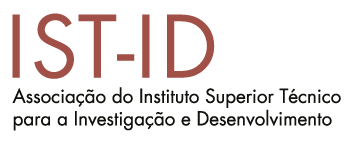 IST-ID
Associação do Instituto Superior Técnico
para a Investigação e Desenvolvimento